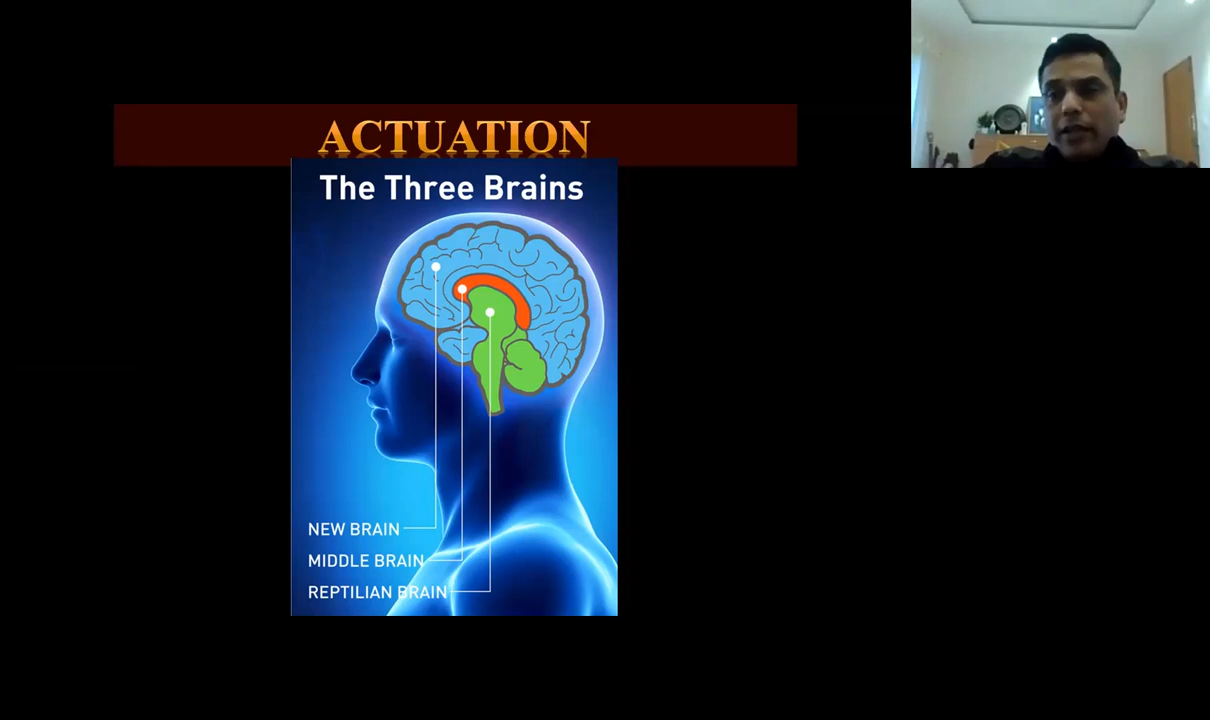 ACTUATION
The Three Brains
NEW BRAIN
MIDDLE BRAIN
REPTILIAN BRAIN